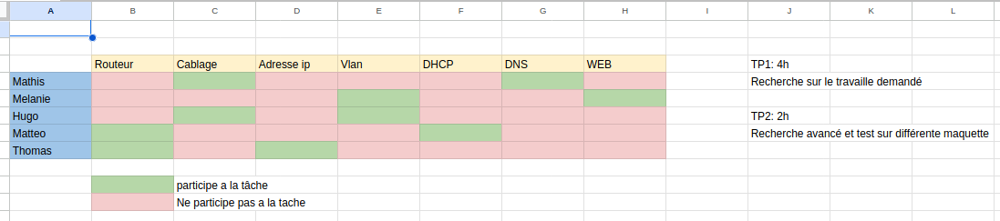 A B C D E F G H I J K L
Routeur Cablage Adresse ip Vlan DHCP DNS WEB TP1: 4h
Mathis Recherche sur le travaille demandé
Melanie
Hugo TP2: 2h
Matteo Recherche avancé et test sur différente maquette
Thomas
participe a la tâche
Ne participe pas a la tache